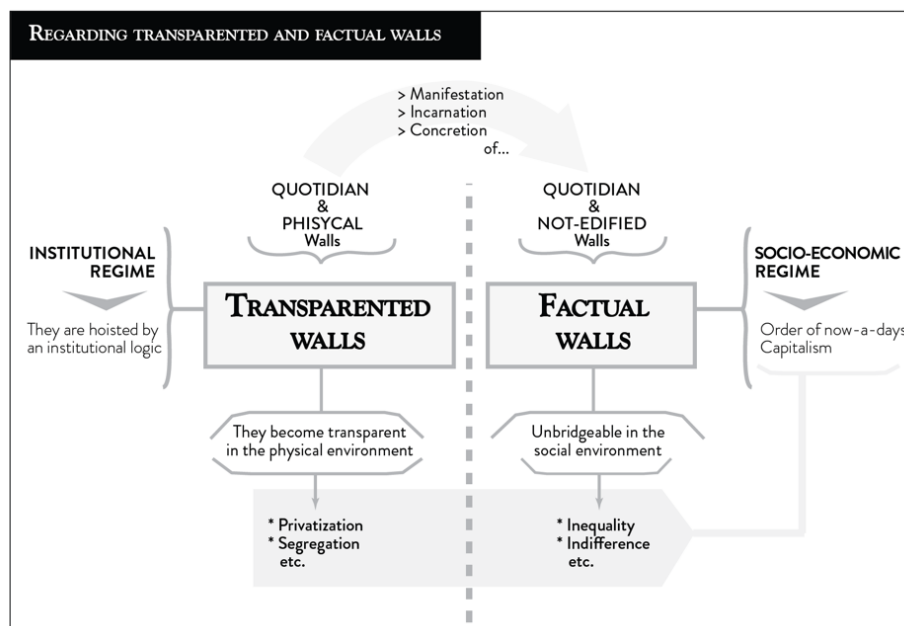 REGARDING TRANSPARENTED AND FACTUAL WALLS
> Manifestation
> Incarnation
> Concretion
of...
QUOTIDIAN
&
PHISYCAL
Walls
QUOTIDIAN
&
NOT-EDIFIED
Walls
INSTITUTIONAL
REGIME
They are hoisted by
an institutional logic
TRANSPARENTED
WALLS
FACTUAL
WALLS
SOCIO-ECONOMIC
REGIME
Order of now-a-days
Capitalism
They become transparent
in the physical environment
Unbridgeable in the
social environment
* Privatization
* Segregation
etc.
* Inequality
* Indifference
etc.